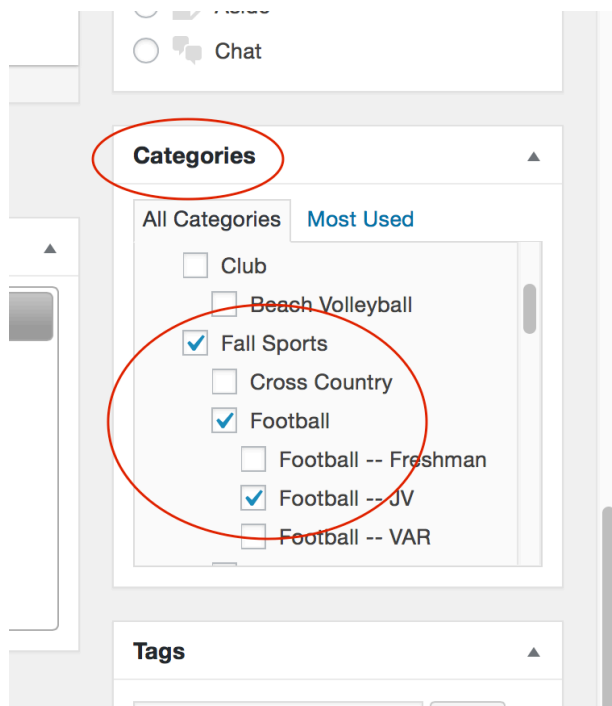 Aside
Chat
Categories
All Categories Most Used
Club
Beach Volleyball
Fall Sports
Cross Country
Football
Football -- Freshman
Football -- JV
Football -- VAR
Tags